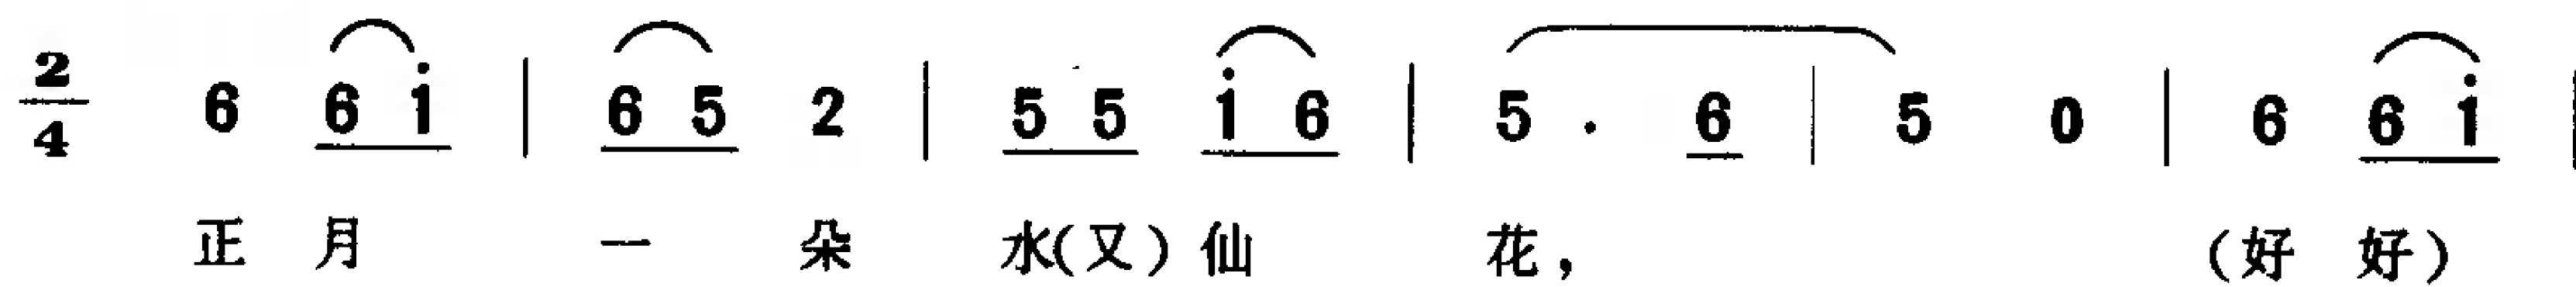 2/4 6 6 i | 6 5 2 | 5 5 i 6 | 5 · 6 | 5 0 | 6 6 i |
正 月 一 朵 水(又)仙 花， (好 好)